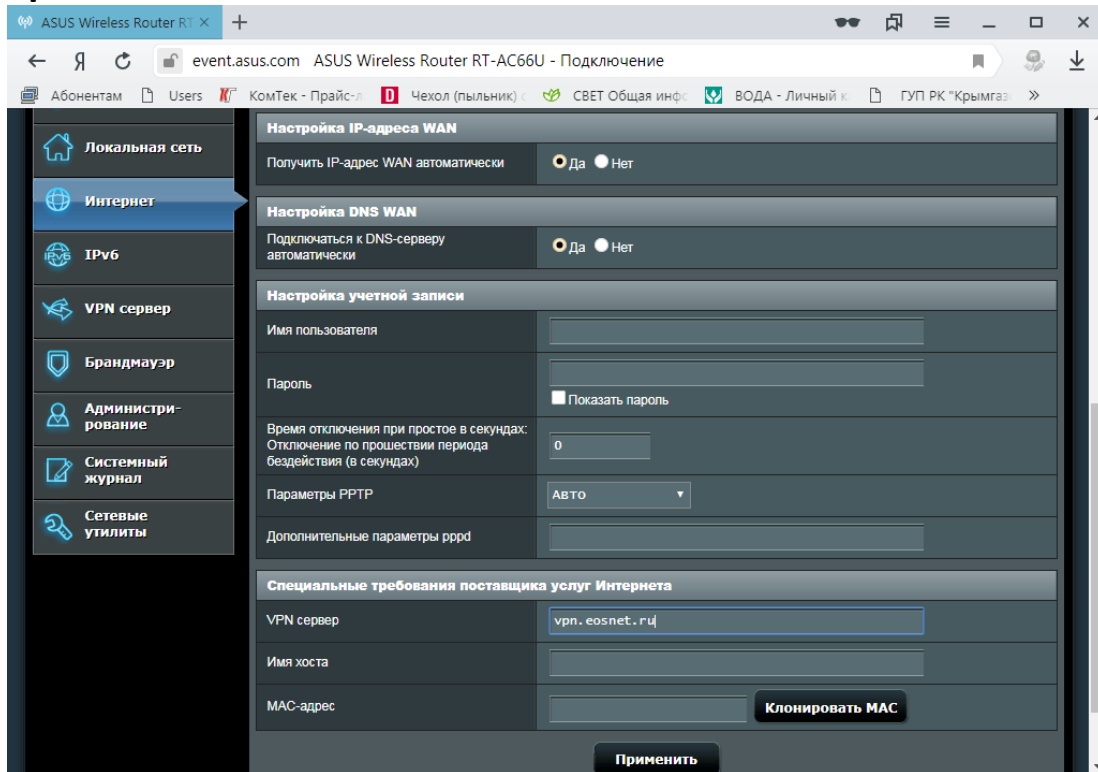 ASUS Wireless Router RT
event.asus.com ASUS Wireless Router RT-AC66U - Подключение
Абонентам Users КомТек - Прайс-л Чехол (пыльник) СВЕТ Общая инфо ВОДА - Личный к ГУП РК "Крымгаз »
Локальная сеть
Интернет
IPv6
VPN сервер
Брандмауэр
Администри-
рование
Системный
журнал
Сетевые
утилиты
Настройка IP-адреса WAN
Получить IP-адрес WAN автоматически Да Нет
Настройка DNS WAN
Подключаться к DNS-серверу
автоматически Да Нет
Настройка учетной записи
Имя пользователя
Пароль
Показать пароль
Время отключения при простое в секундах:
Отключение по прошествии периода
бездействия (в секундах) 0
Параметры PPTP Авто
Дополнительные параметры pppd
Специальные требования поставщика услуг Интернета
VPN сервер vpn.eosnet.ru
Имя хоста
MAC-адрес Клонировать MAC
Применить